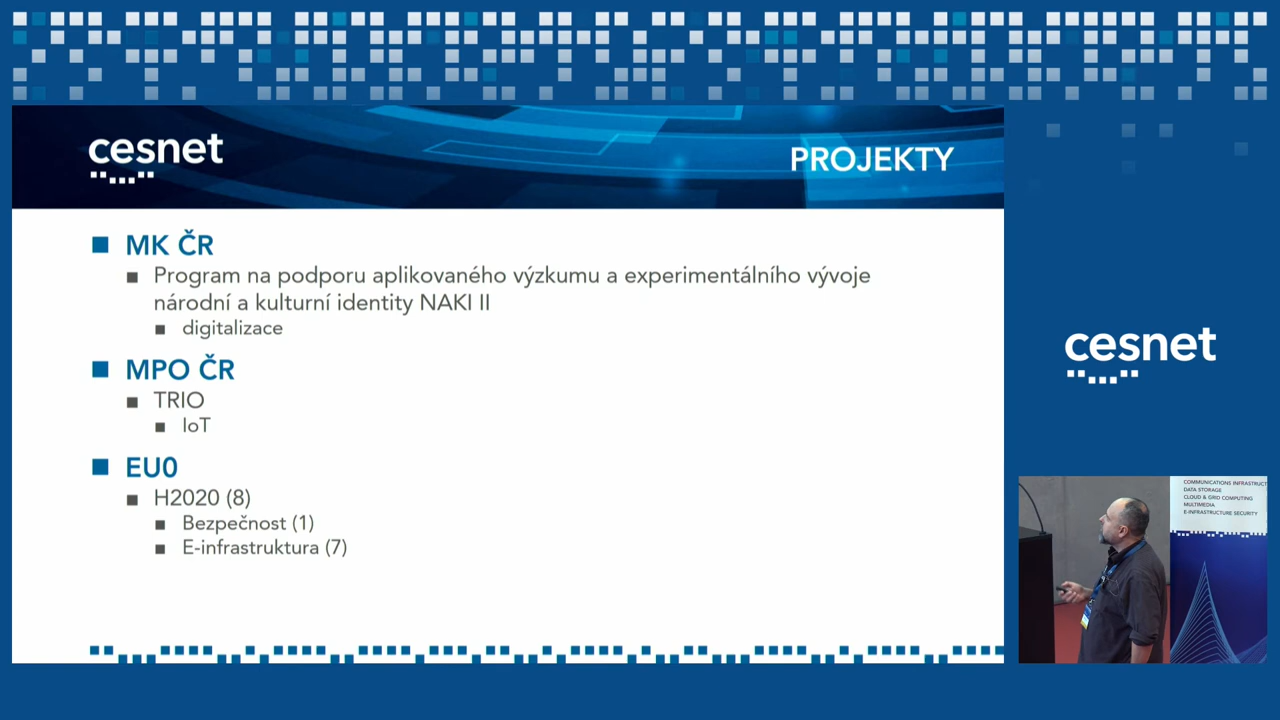 cesnet
PROJEKTY
MK ČR
Program na podporu aplikovaného výzkumu a experimentálního vývoje
národní a kulturní identity NAKI II
digitalizace
MPO ČR
TRIO
IoT
EU0
H2020 (8)
Bezpečnost (1)
E-infrastruktura (7)
cesnet
COMMUNICATIONS INFRASTRUCT
DATA STORAGE
CLOUD & GRID COMPUTING
MULTIMEDIA
E-INFRASTRUCTURE SECURITY